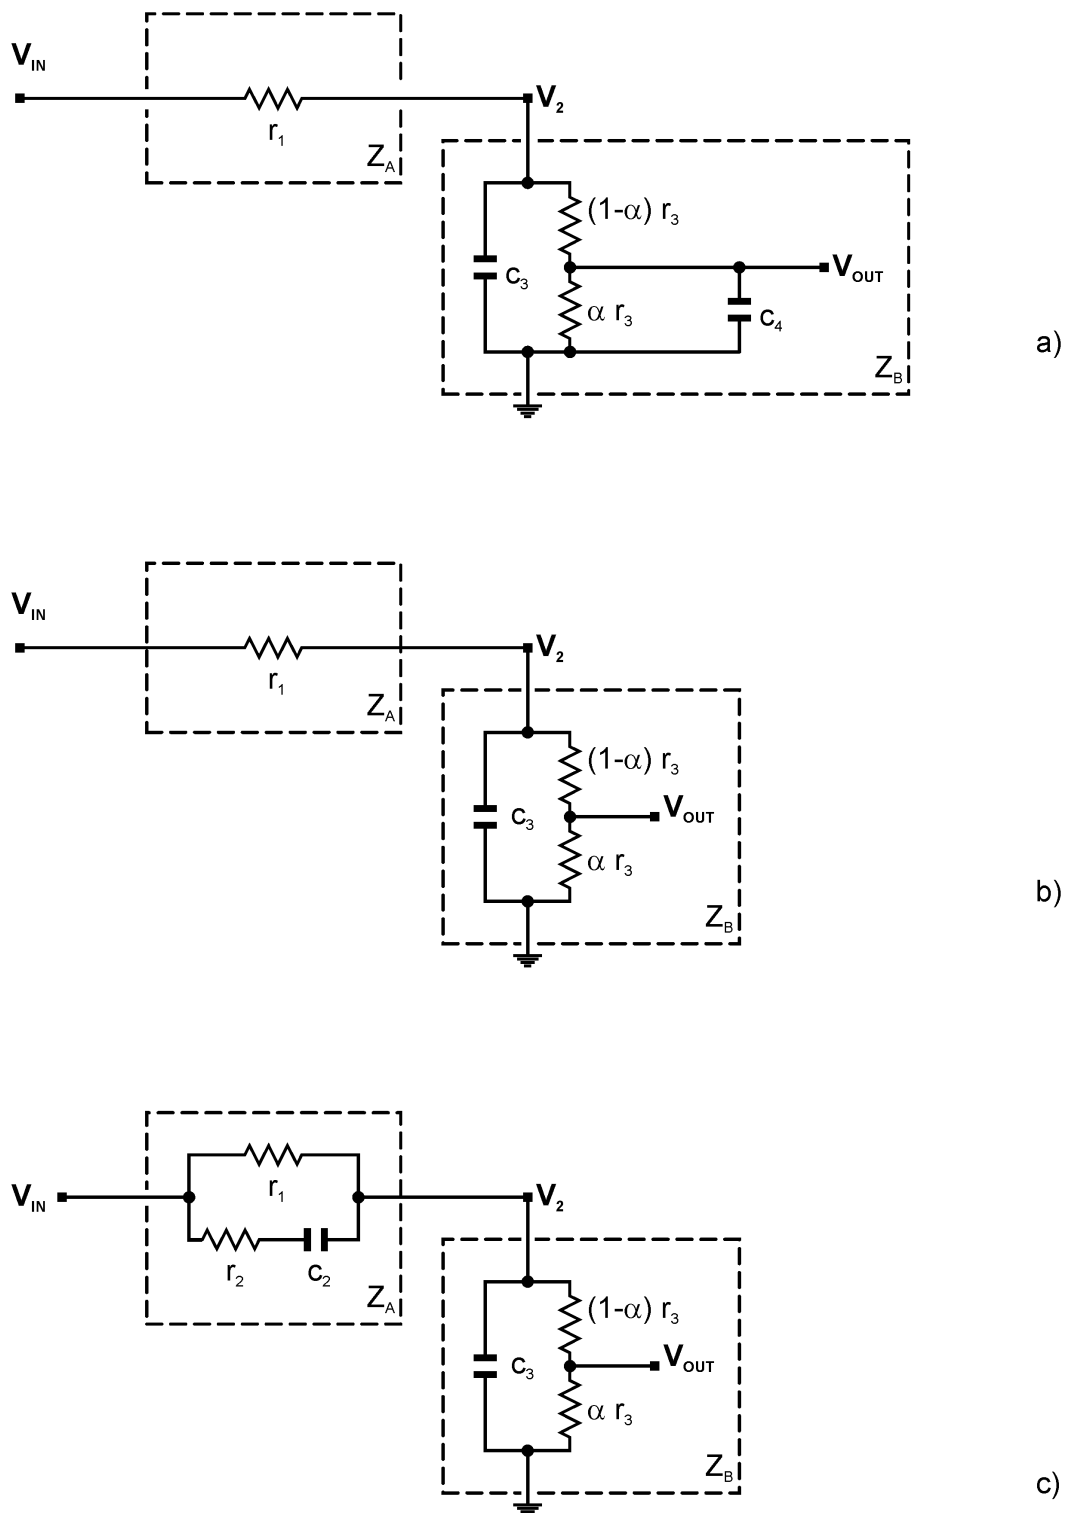 V_IN
r_1
Z_A
V_2
(1-α) r_3
c_3
V_OUT
α r_3
c_4
Z_B
a)
V_IN
r_1
Z_A
V_2
(1-α) r_3
c_3
V_OUT
α r_3
Z_B
b)
V_IN
r_1
r_2
c_2
Z_A
V_2
(1-α) r_3
c_3
V_OUT
α r_3
Z_B
c)